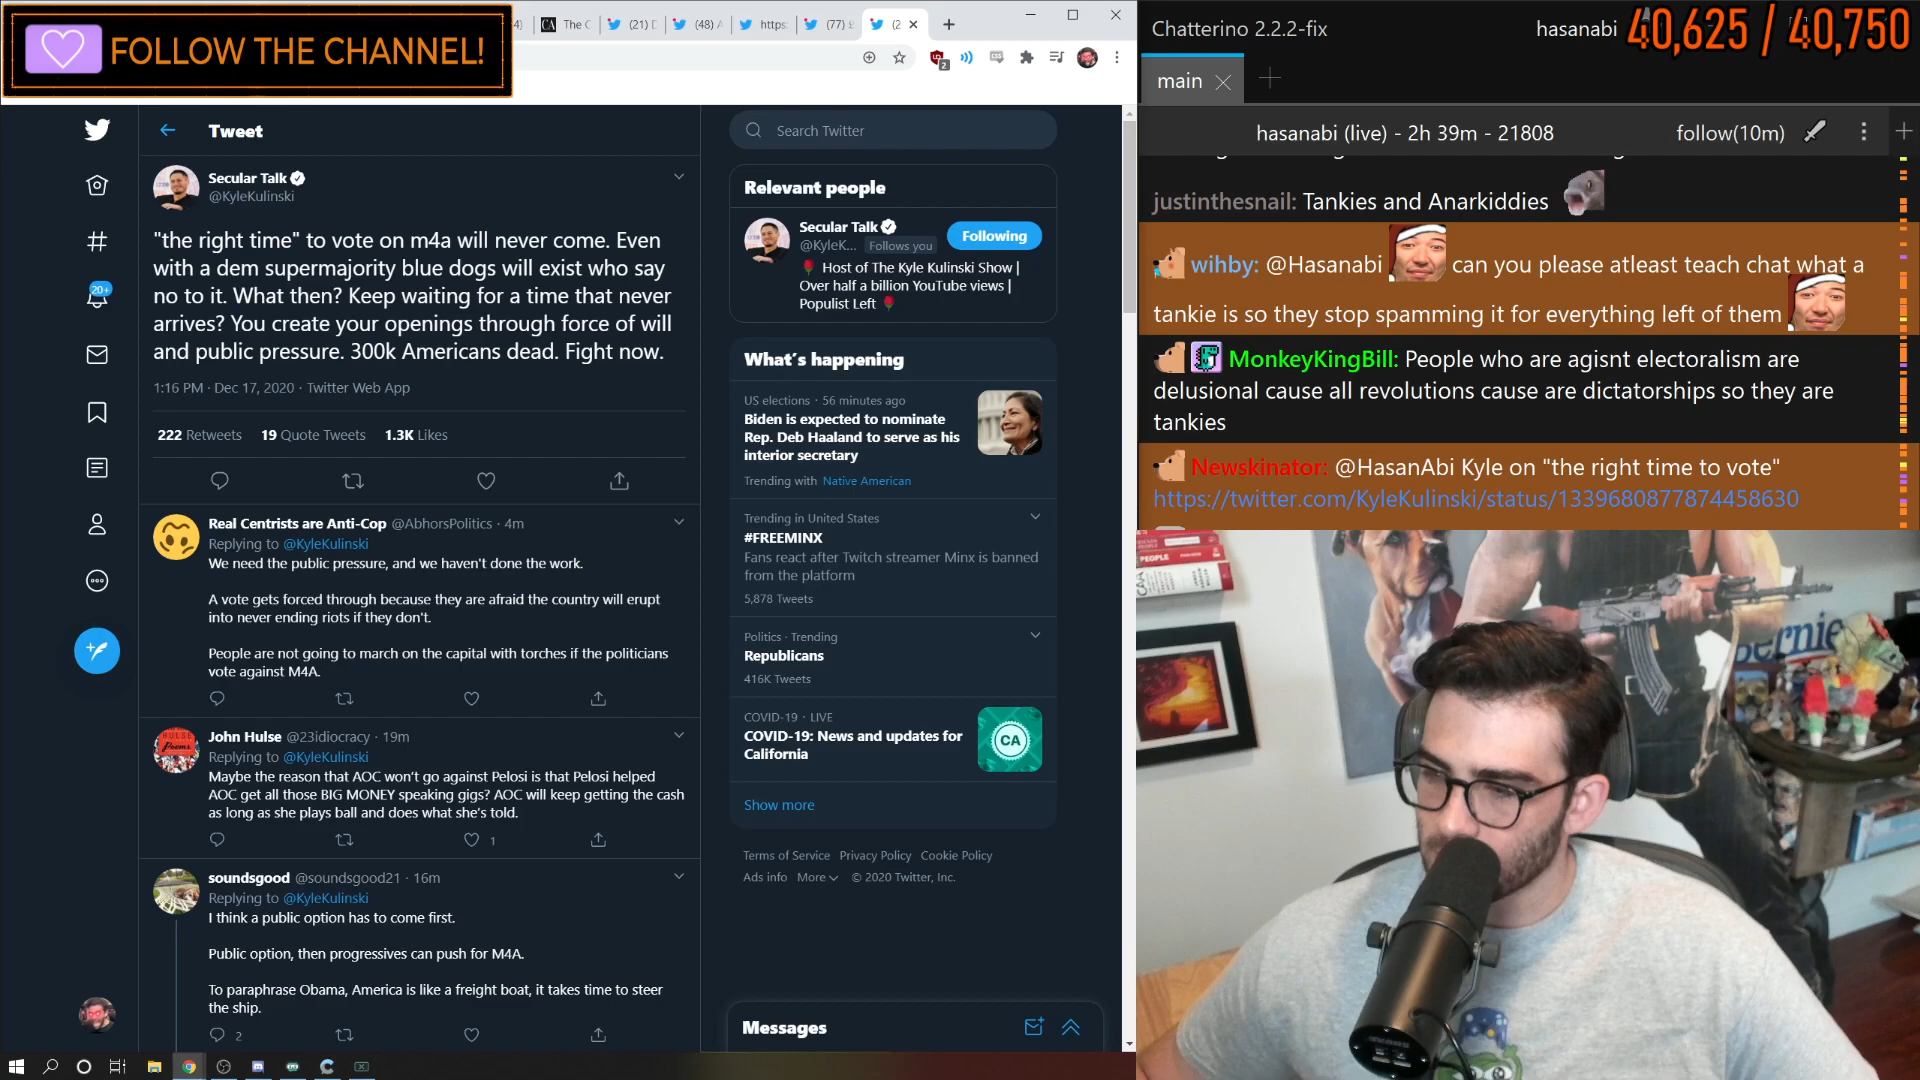 FOLLOW THE CHANNEL!
4)
The C
(21)
(48) A
https:
(77)
(2
2
Tweet
Secular Talk
@KyleKulinski
"the right time" to vote on m4a will never come. Even
with a dem supermajority blue dogs will exist who say
no to it. What then? Keep waiting for a time that never
arrives? You create your openings through force of will
and public pressure. 300k Americans dead. Fight now.
1:16 PM · Dec 17, 2020 · Twitter Web App
222 Retweets 19 Quote Tweets 1.3K Likes
20+
Real Centrists are Anti-Cop @AbhorsPolitics · 4m
Replying to @KyleKulinski
We need the public pressure, and we haven't done the work.
A vote gets forced through because they are afraid the country will erupt
into never ending riots if they don't.
People are not going to march on the capital with torches if the politicians
vote against M4A.
John Hulse @23idiocracy · 19m
Replying to @KyleKulinski
Maybe the reason that AOC won't go against Pelosi is that Pelosi helped
AOC get all those BIG MONEY speaking gigs? AOC will keep getting the cash
as long as she plays ball and does what she's told.
1
soundsgood @soundsgood21 · 16m
Replying to @KyleKulinski
I think a public option has to come first.
Public option, then progressives can push for M4A.
To paraphrase Obama, America is like a freight boat, it takes time to steer
the ship.
2
Search Twitter
Relevant people
Secular Talk
@KyleK... Follows you
Following
Host of The Kyle Kulinski Show |
Over half a billion YouTube views |
Populist Left
What's happening
US elections · 56 minutes ago
Biden is expected to nominate
Rep. Deb Haaland to serve as his
interior secretary
Trending with Native American
Trending in United States
#FREEMINX
Fans react after Twitch streamer Minx is banned
from the platform
5,878 Tweets
Politics · Trending
Republicans
416K Tweets
COVID-19 · LIVE
COVID-19: News and updates for
California
CA
Show more
Terms of Service Privacy Policy Cookie Policy
Ads info More © 2020 Twitter, Inc.
Messages
Chatterino 2.2.2-fix
hasanabi
40,625 / 40,750
main
hasanabi (live) - 2h 39m - 21808
follow(10m)
justinthesnail: Tankies and Anarkiddies
wihby: @Hasanabi can you please atleast teach chat what a
tankie is so they stop spamming it for everything left of them
MonkeyKingBill: People who are agisnt electoralism are
delusional cause all revolutions cause are dictatorships so they are
tankies
Newskinator: @HasanAbi Kyle on "the right time to vote"
https://twitter.com/KyleKulinski/status/1339680877874458630
PEOPLE
Bernie